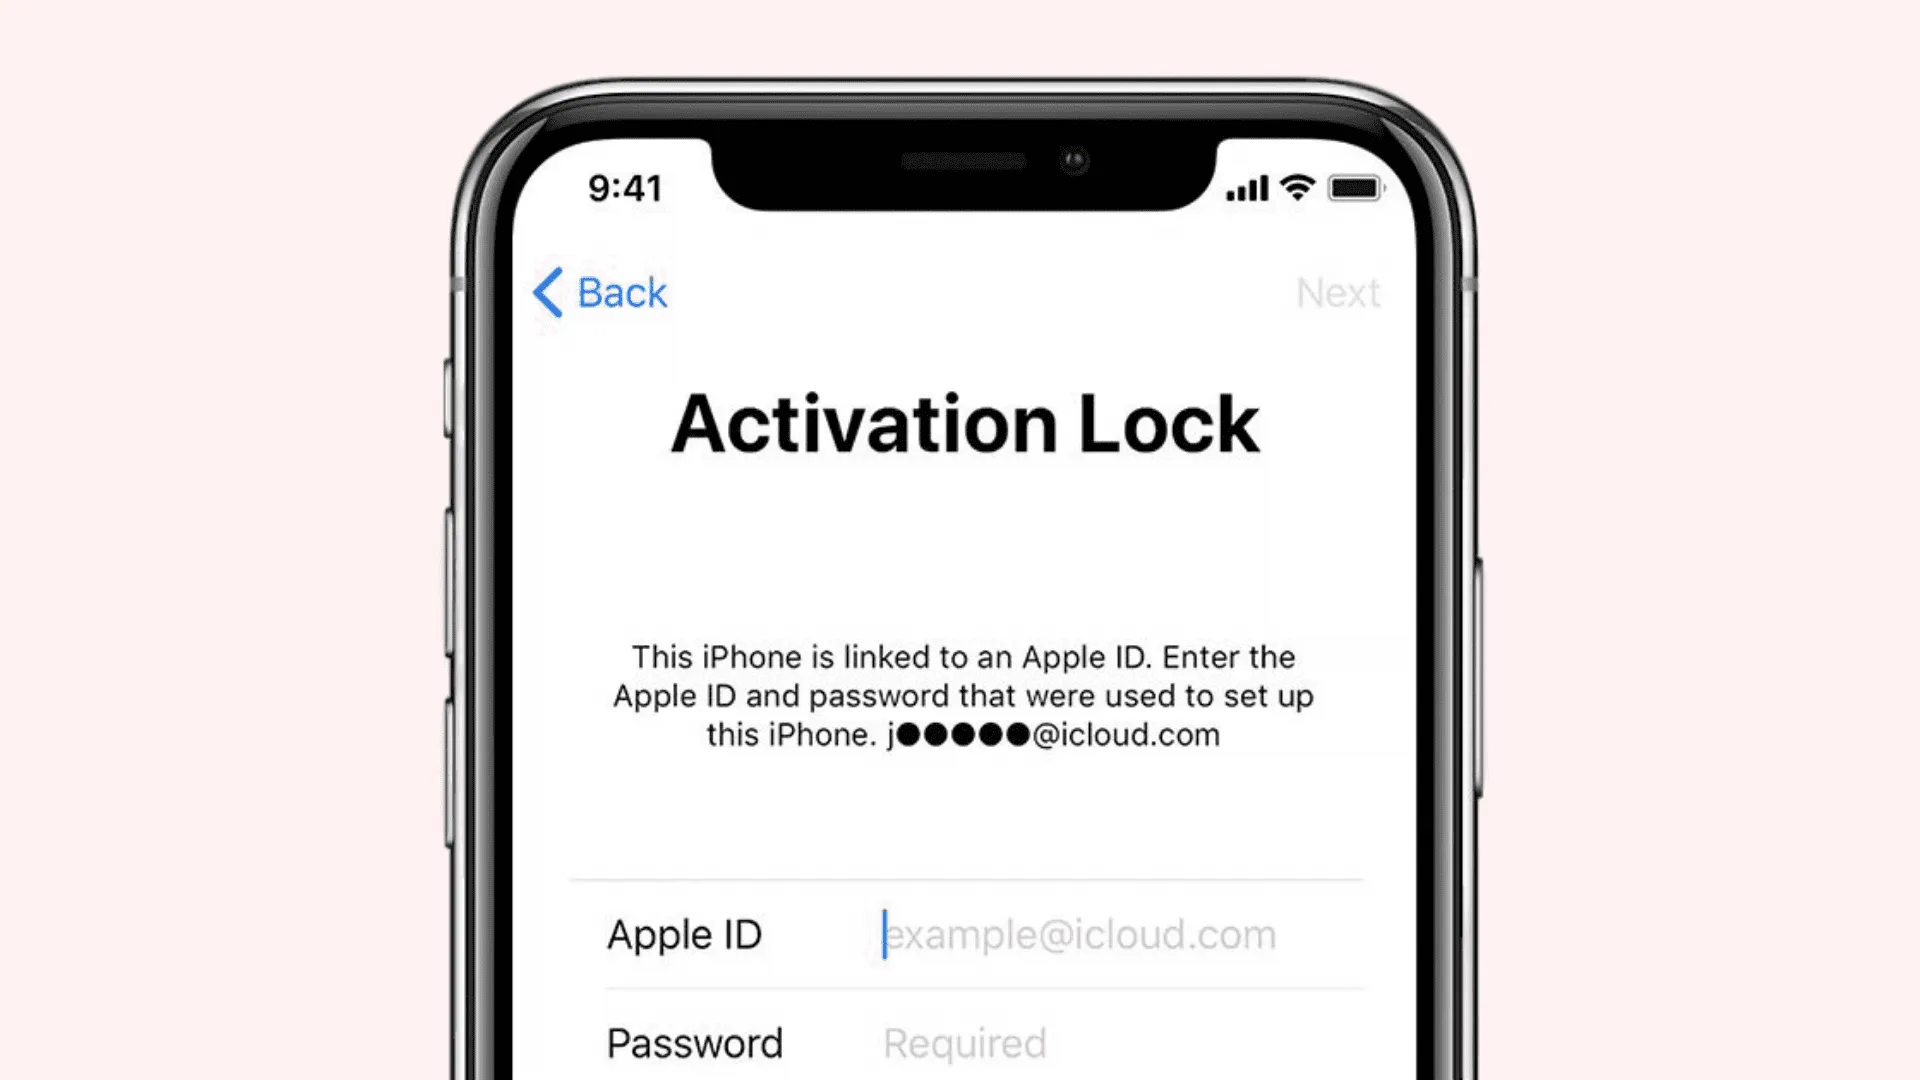 9:41
Back
Next
Activation Lock
This iPhone is linked to an Apple ID. Enter the
Apple ID and password that were used to set up
this iPhone. j●●●●●@icloud.com
Apple ID example@icloud.com
Password Required